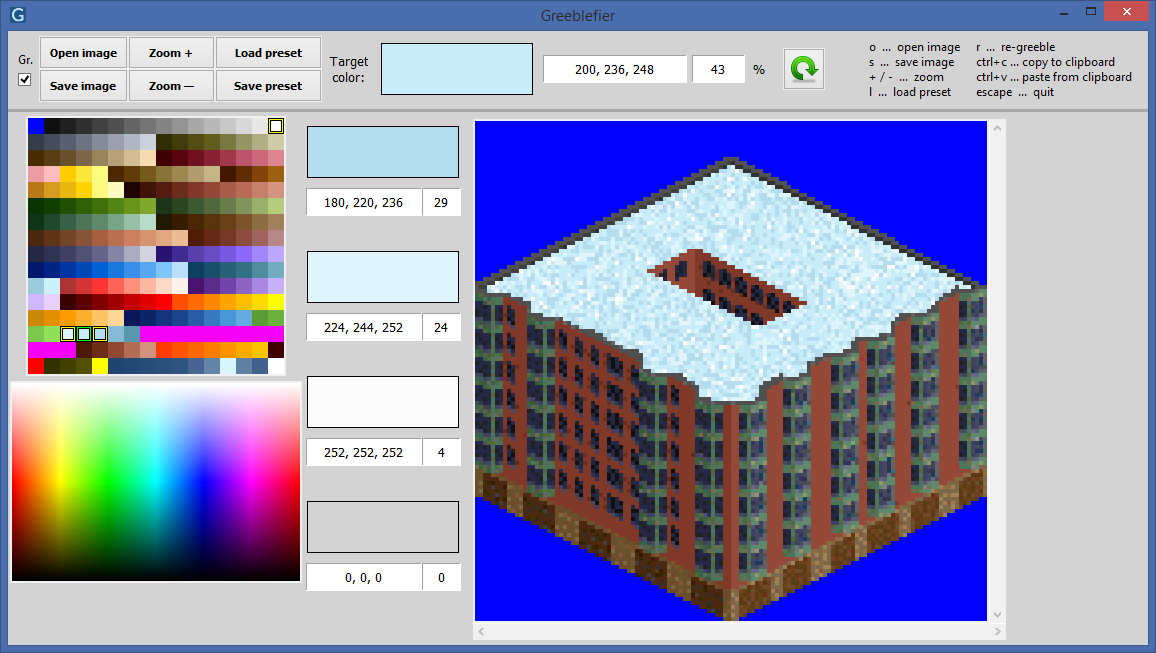 G
Greeblefier
Gr.
Open image
Zoom +
Load preset
Save image
Zoom —
Save preset
Target
color:
200, 236, 248
43
%
o ... open image
s ... save image
+ / - ... zoom
l ... load preset
r ... re-greeble
ctrl+c ... copy to clipboard
ctrl+v ... paste from clipboard
escape ... quit
180, 220, 236
29
224, 244, 252
24
252, 252, 252
4
0, 0, 0
0